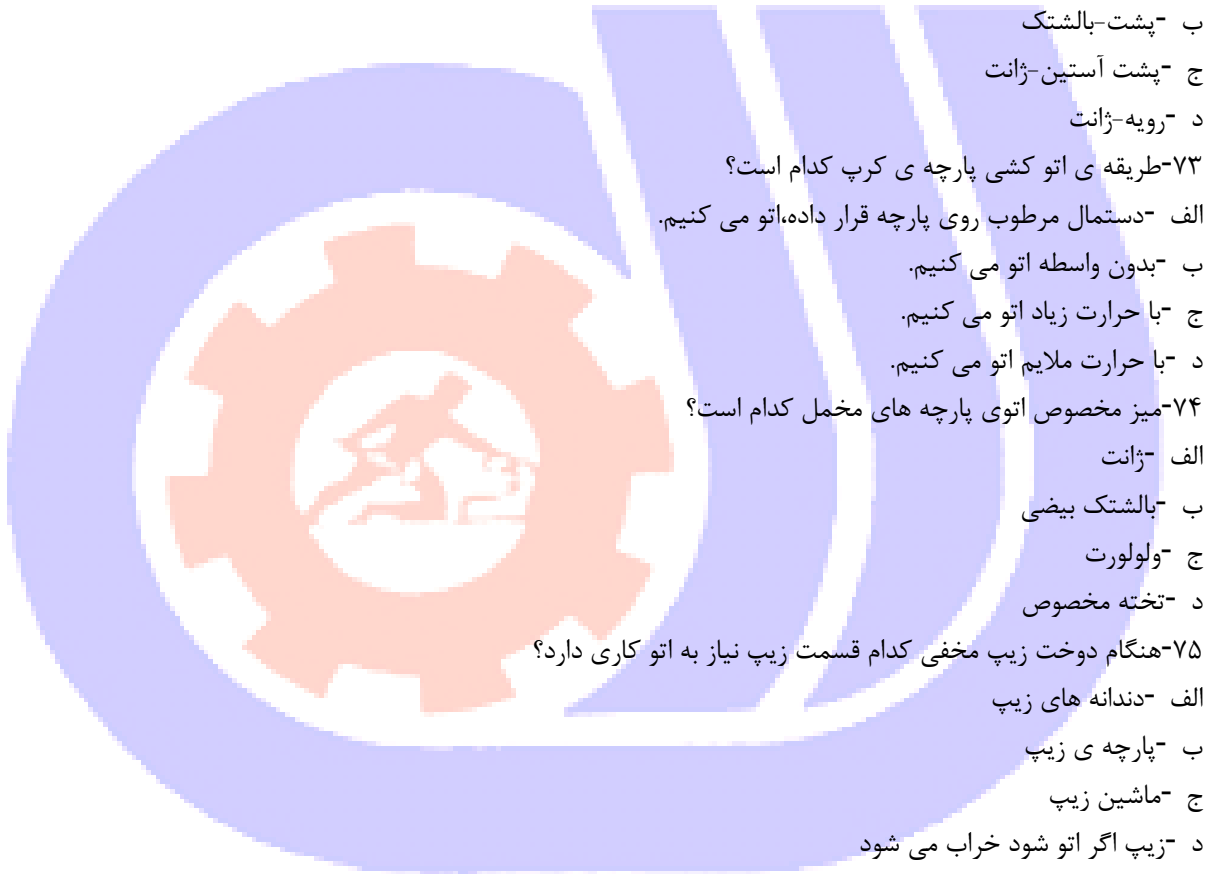 ب -پشت-بالشتک
ج -پشت آستین-ژانت
د -رویه-ژانت
۷۳-طریقه ی اتو کشی پارچه ی کرپ کدام است؟
الف -دستمال مرطوب روی پارچه قرار داده،اتو می کنیم.
ب -بدون واسطه اتو می کنیم.
ج -با حرارت زیاد اتو می کنیم.
د -با حرارت ملایم اتو می کنیم.
۷۴-میز مخصوص اتوی پارچه های مخمل کدام است؟
الف -ژانت
ب -بالشتک بیضی
ج -ولولورت
د -تخته مخصوص
۷۵-هنگام دوخت زیپ مخفی کدام قسمت زیپ نیاز به اتو کاری دارد؟
الف -دندانه های زیپ
ب -پارچه ی زیپ
ج -ماشین زیپ
د -زیپ اگر اتو شود خراب می شود